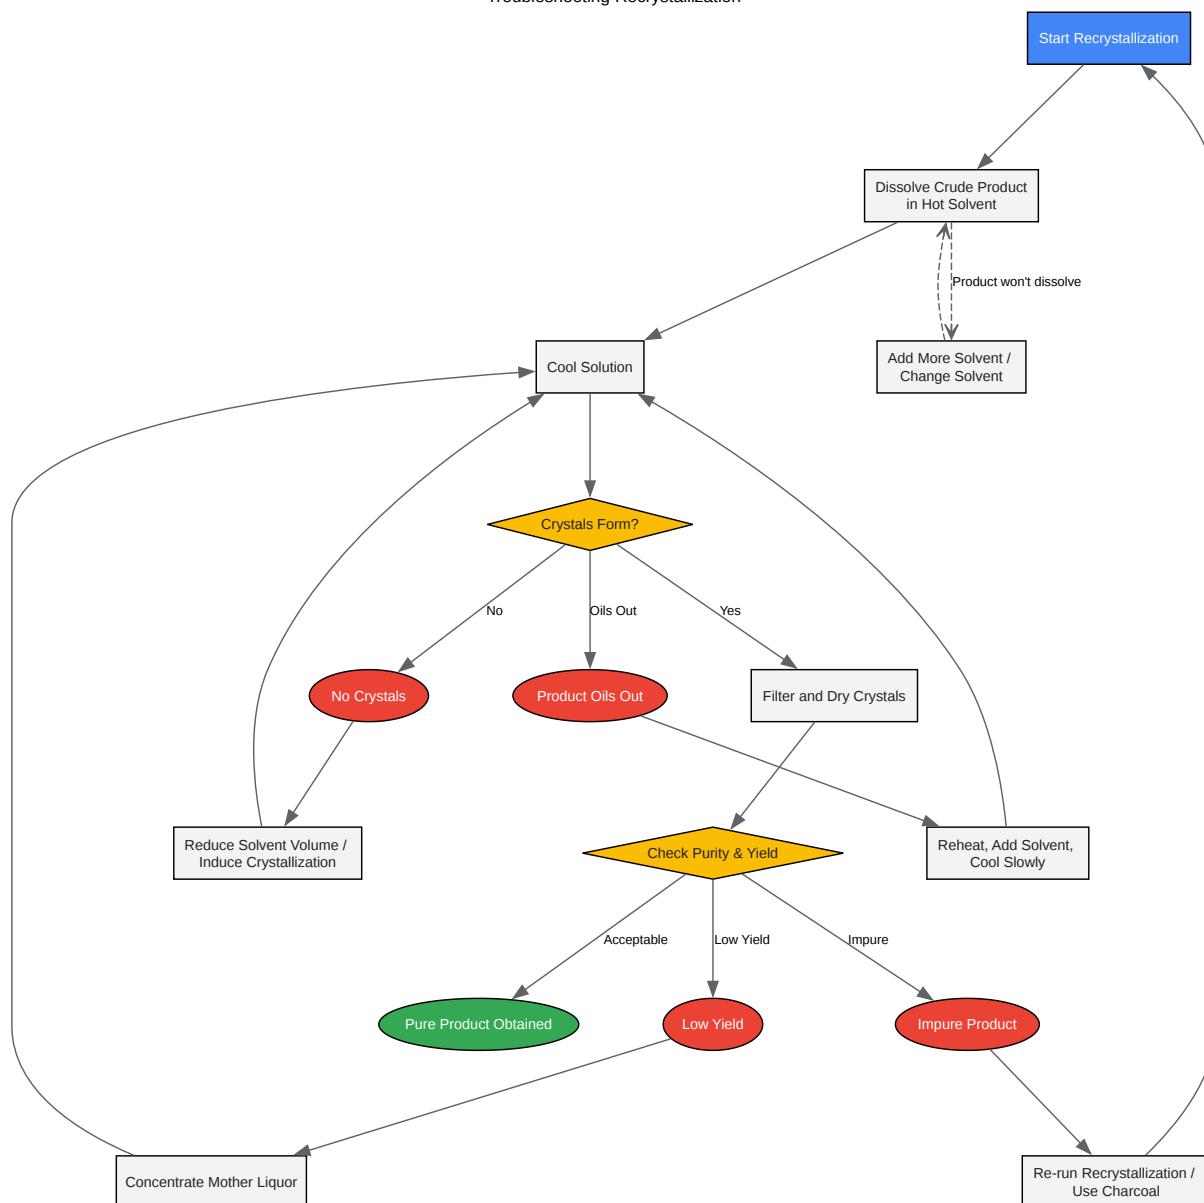 Troubleshooting Recrystallization
Start Recrystallization
Dissolve Crude Product
in Hot Solvent
Product won't dissolve
Add More Solvent /
Change Solvent
Cool Solution
Crystals Form?
No
Oils Out
Yes
No Crystals
Product Oils Out
Filter and Dry Crystals
Reduce Solvent Volume /
Induce Crystallization
Check Purity & Yield
Reheat, Add Solvent,
Cool Slowly
Acceptable
Low Yield
Impure
Pure Product Obtained
Low Yield
Impure Product
Concentrate Mother Liquor
Re-run Recrystallization /
Use Charcoal